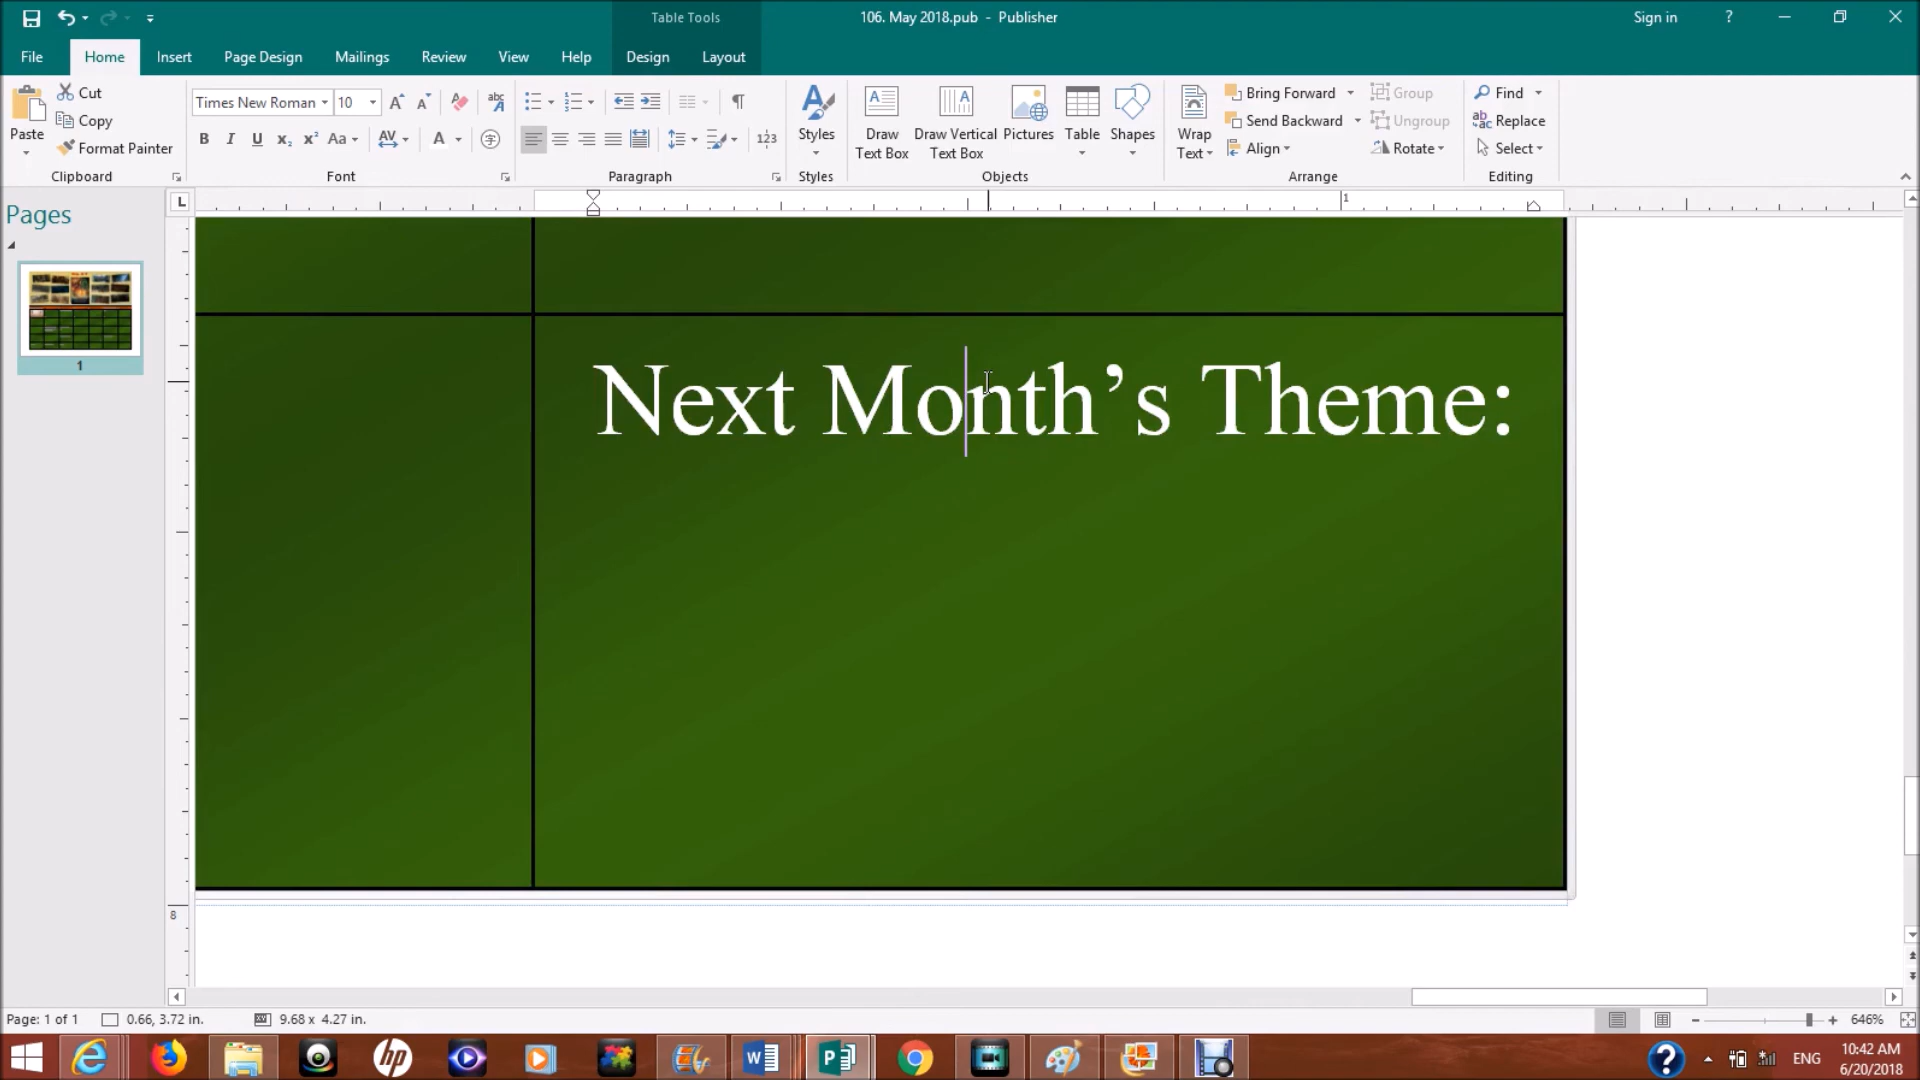 Table Tools
106. May 2018.pub - Publisher
Sign in
?
File
Home
Insert
Page Design
Mailings
Review
View
Help
Design
Layout
Paste
Cut
Copy
Format Painter
Clipboard
Times New Roman
10
Font
Paragraph
Styles
Styles
Draw
Text Box
Draw Vertical
Text Box
Pictures
Table
Shapes
Objects
Wrap
Text
Bring Forward
Send Backward
Align
Group
Ungroup
Rotate
Arrange
Find
Replace
Select
Editing
Pages
L
1
1
Next Month’s Theme:
8
Page: 1 of 1
0.66, 3.72 in.
9.68 x 4.27 in.
646%
ENG
10:42 AM
6/20/2018